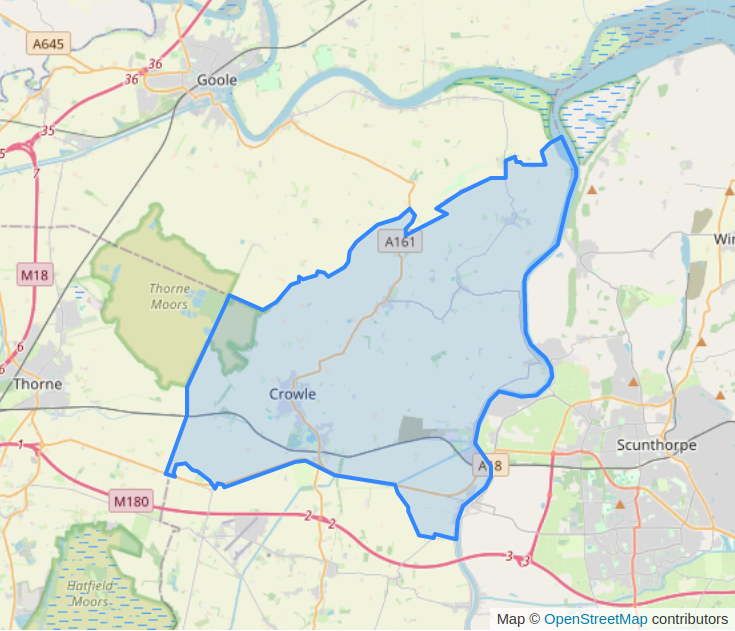 A645
36
36
Goole
35
5
7
A161
Win
M18
Thorne
Moors
6
6
Thorne
Crowle
1
Scunthorpe
A18
M180
2
2
3
3
Hatfield
Moors
Map © OpenStreetMap contributors